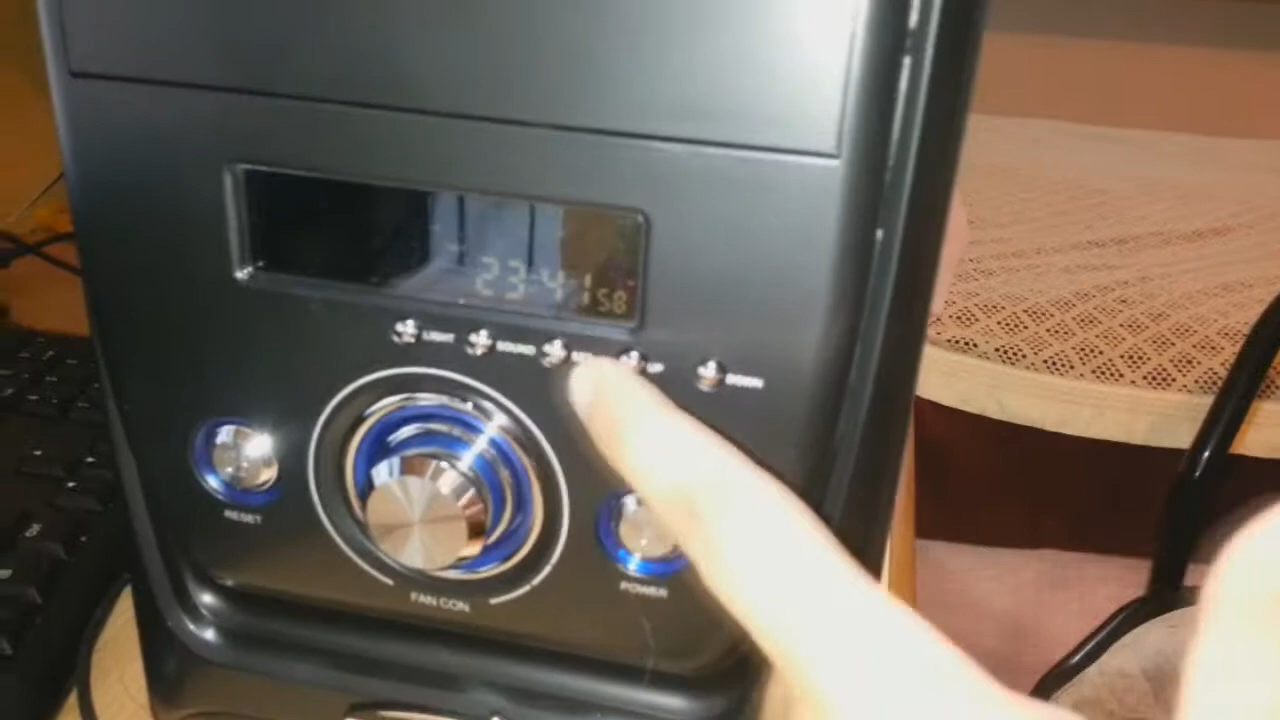 23:41 58
LIGHT SOUND UP DOWN
RESET
POWER
FAN CON